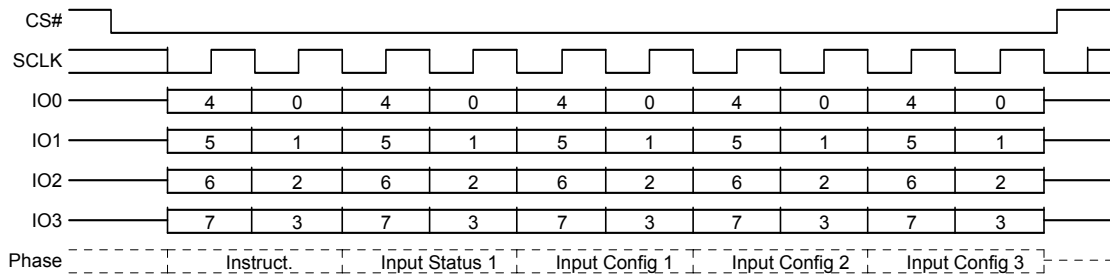 CS#
SCLK
IO0 4 0 4 0 4 0 4 0 4 0
IO1 5 1 5 1 5 1 5 1 5 1
IO2 6 2 6 2 6 2 6 2 6 2
IO3 7 3 7 3 7 3 7 3 7 3
Phase Instruct. Input Status 1 Input Config 1 Input Config 2 Input Config 3